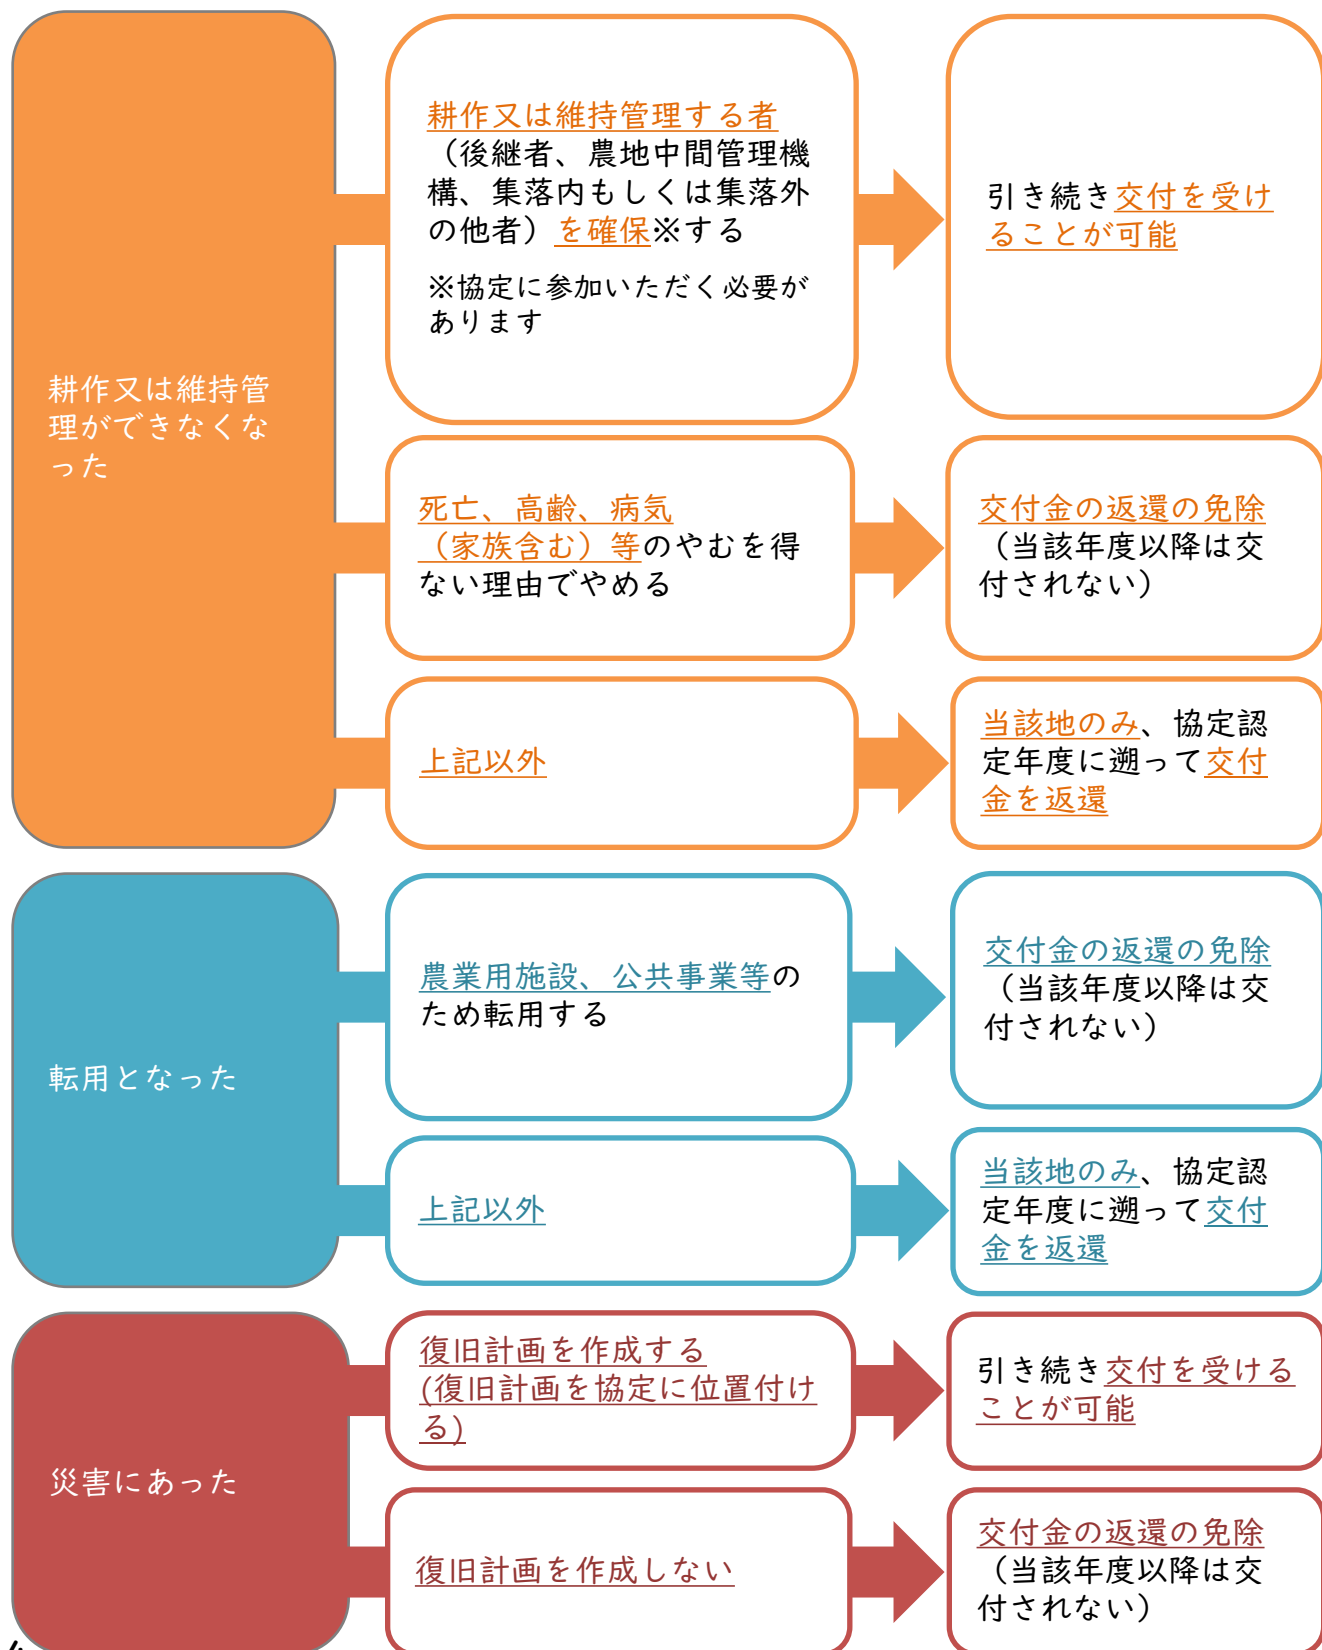 耕作又は維持管
理ができなくな
った
耕作又は維持管理する者
（後継者、農地中間管理機
構、集落内もしくは集落外
の他者）を確保※する
※協定に参加いただく必要が
あります
引き続き交付を受け
ることが可能
死亡、高齢、病気
（家族含む）等のやむを得
ない理由でやめる
交付金の返還の免除
（当該年度以降は交
付されない）
上記以外
当該地のみ、協定認
定年度に遡って交付
金を返還
転用となった
農業用施設、公共事業等の
ため転用する
交付金の返還の免除
（当該年度以降は交
付されない）
上記以外
当該地のみ、協定認
定年度に遡って交付
金を返還
災害にあった
復旧計画を作成する
(復旧計画を協定に位置付け
る)
引き続き交付を受ける
ことが可能
復旧計画を作成しない
交付金の返還の免除
（当該年度以降は交
付されない）